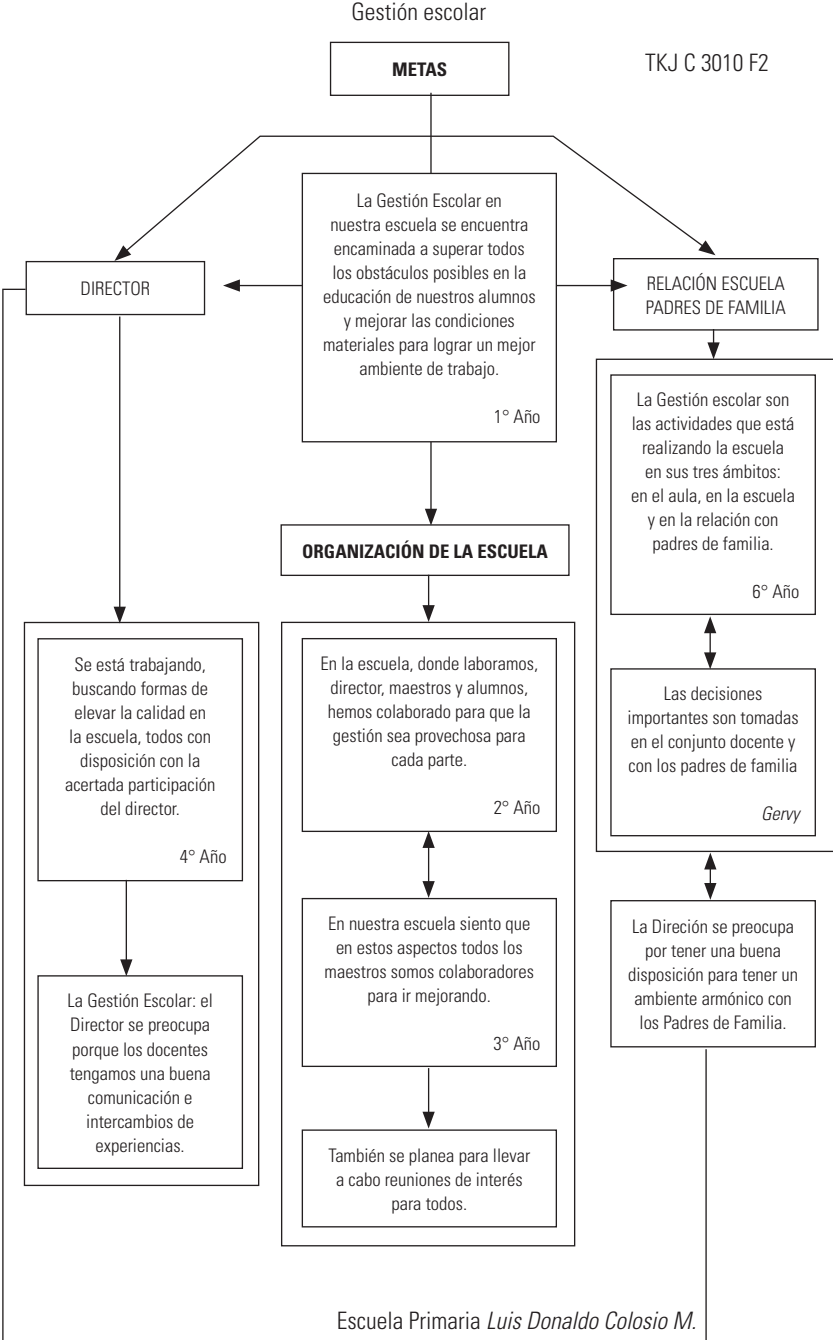 Gestión escolar
METAS
TKJ C 3010 F2
La Gestión Escolar en
nuestra escuela se encuentra
encaminada a superar todos
los obstáculos posibles en la
educación de nuestros alumnos
y mejorar las condiciones
materiales para lograr un mejor
ambiente de trabajo.
1° Año
DIRECTOR
RELACIÓN ESCUELA
PADRES DE FAMILIA
ORGANIZACIÓN DE LA ESCUELA
Se está trabajando,
buscando formas de
elevar la calidad en
la escuela, todos con
disposición con la
acertada participación
del director.
4° Año
La Gestión Escolar: el
Director se preocupa
porque los docentes
tengamos una buena
comunicación e
intercambios de
experiencias.
En la escuela, donde laboramos,
director, maestros y alumnos,
hemos colaborado para que la
gestión sea provechosa para
cada parte.
2° Año
En nuestra escuela siento que
en estos aspectos todos los
maestros somos colaboradores
para ir mejorando.
3° Año
También se planea para llevar
a cabo reuniones de interés
para todos.
La Gestión escolar son
las actividades que está
realizando la escuela
en sus tres ámbitos:
en el aula, en la escuela
y en la relación con
padres de familia.
6° Año
Las decisiones
importantes son tomadas
en el conjunto docente y
con los padres de familia
Gervy
La Direción se preocupa
por tener una buena
disposición para tener un
ambiente armónico con
los Padres de Familia.
Escuela Primaria Luis Donaldo Colosio M.